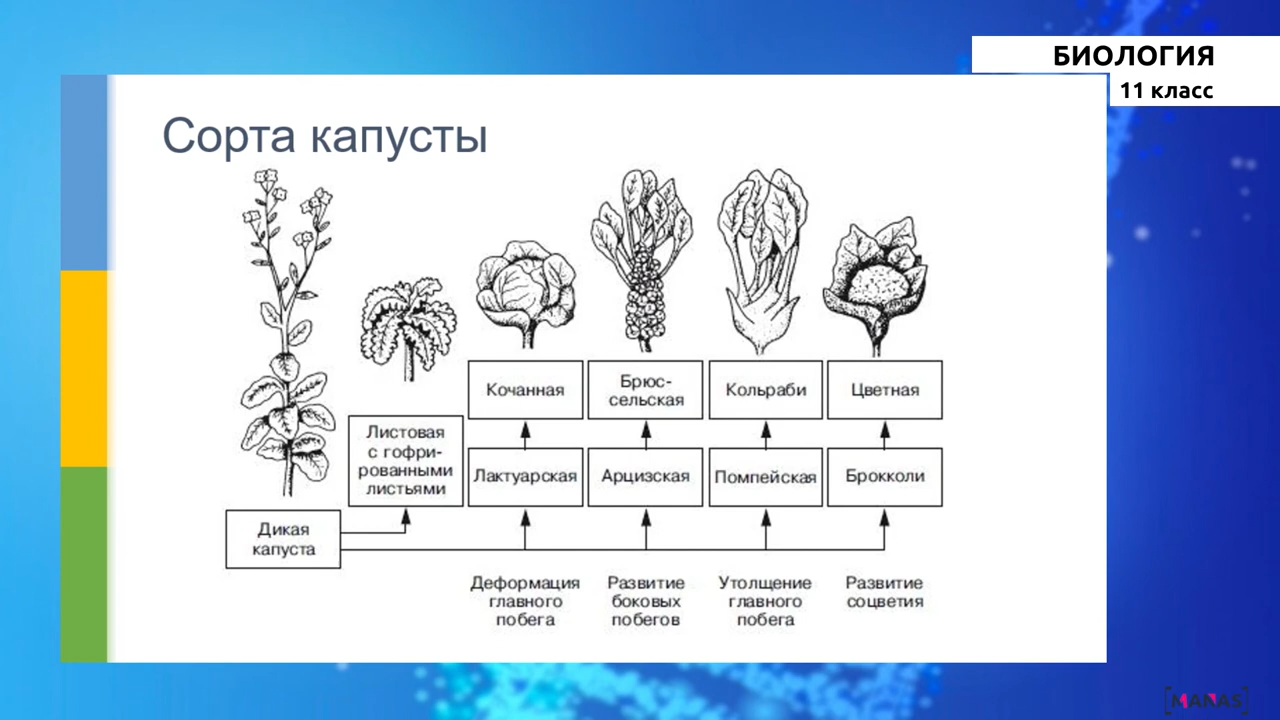 БИОЛОГИЯ
11 класс
Сорта капусты
Кочанная
Брюс-
сельская
Кольраби
Цветная
Листовая
с гофри-
рованными
листьями
Лактуарская
Арцизская
Помпейская
Брокколи
Дикая
капуста
Деформация
главного
побега
Развитие
боковых
побегов
Утолщение
главного
побега
Развитие
соцветия
MANAS